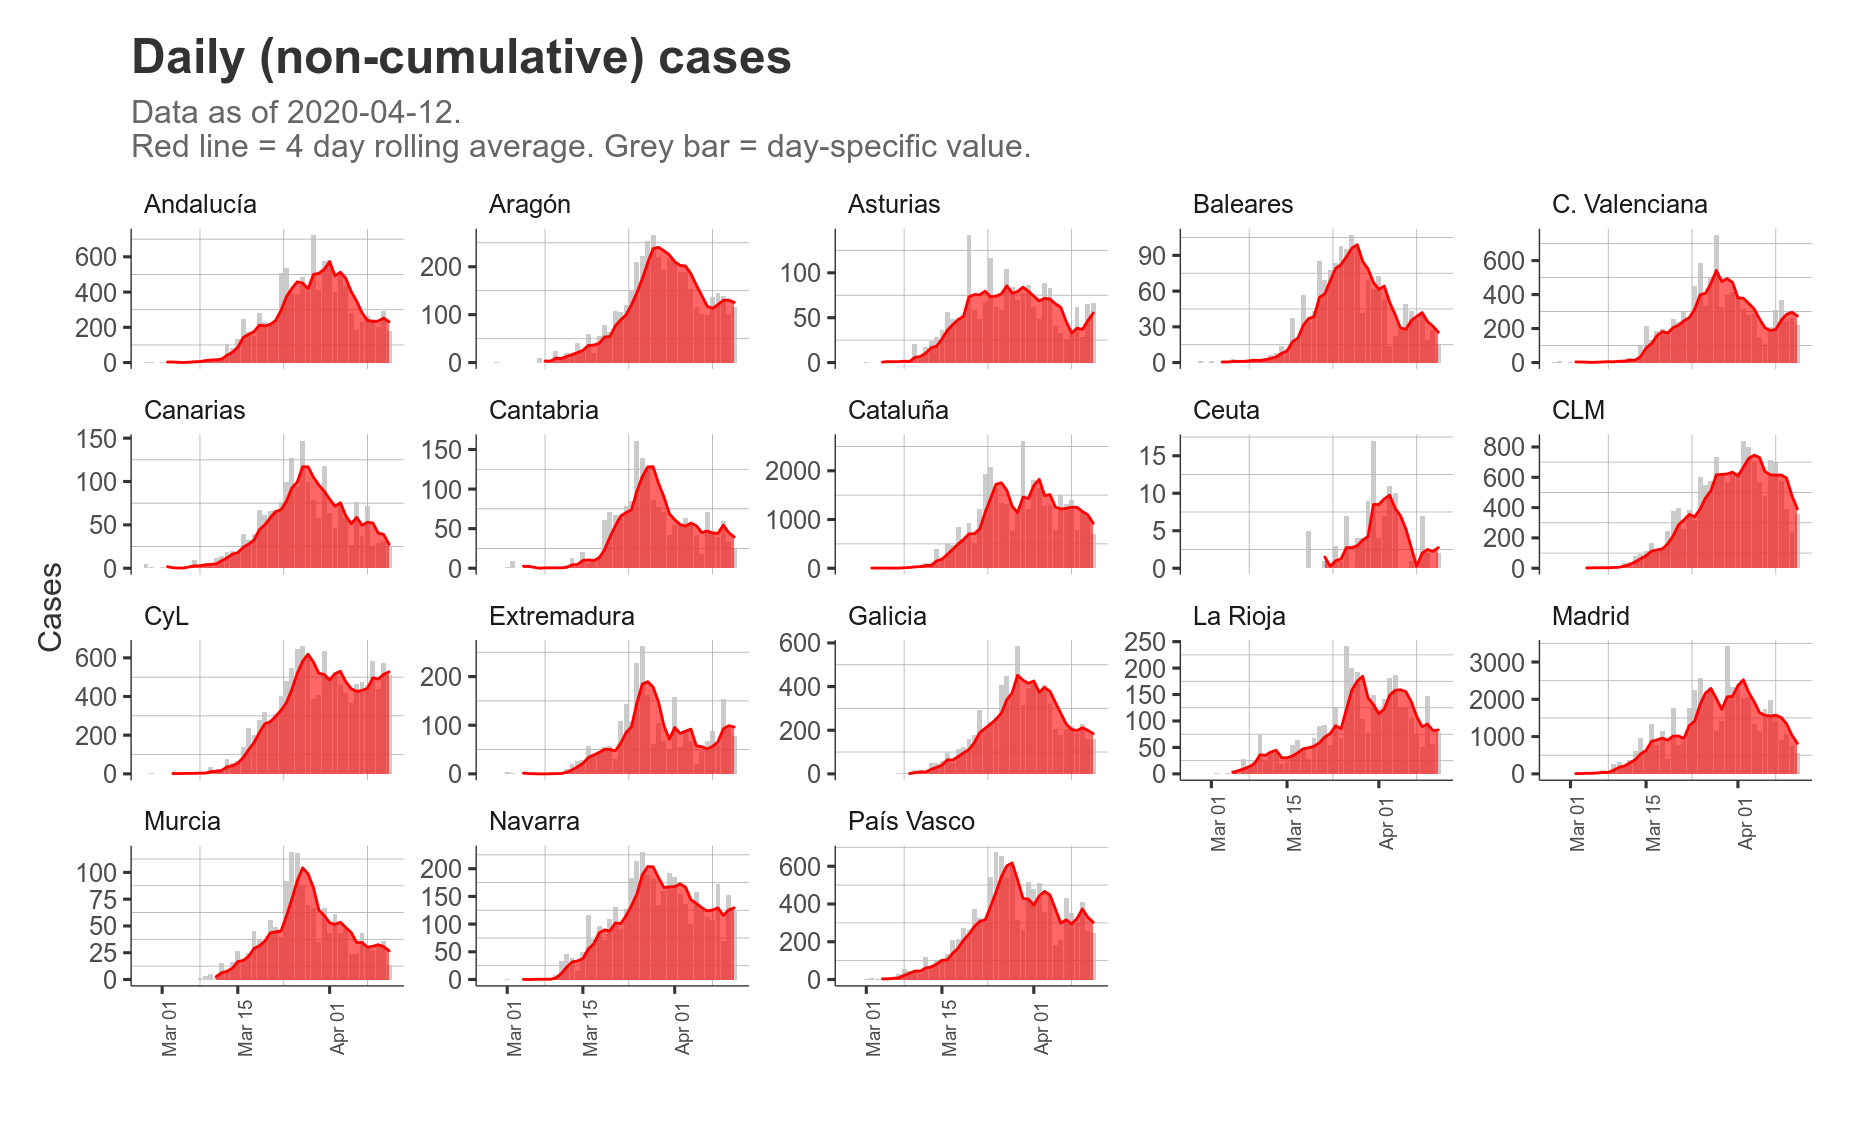 Daily (non-cumulative) cases
Data as of 2020-04-12.
Red line = 4 day rolling average. Grey bar = day-specific value.
Cases
Andalucía
600
400
200
0
Aragón
200
100
0
Asturias
100
50
0
Baleares
90
60
30
0
C. Valenciana
600
400
200
0
Canarias
150
100
50
0
Cantabria
150
100
50
0
Cataluña
2000
1000
0
Ceuta
15
10
5
0
CLM
800
600
400
200
0
CyL
600
400
200
0
Extremadura
200
100
0
Galicia
600
400
200
0
La Rioja
250
200
150
100
50
0
Mar 01
Mar 15
Apr 01
Madrid
3000
2000
1000
0
Mar 01
Mar 15
Apr 01
Murcia
100
75
50
25
0
Mar 01
Mar 15
Apr 01
Navarra
200
150
100
50
0
Mar 01
Mar 15
Apr 01
País Vasco
600
400
200
0
Mar 01
Mar 15
Apr 01